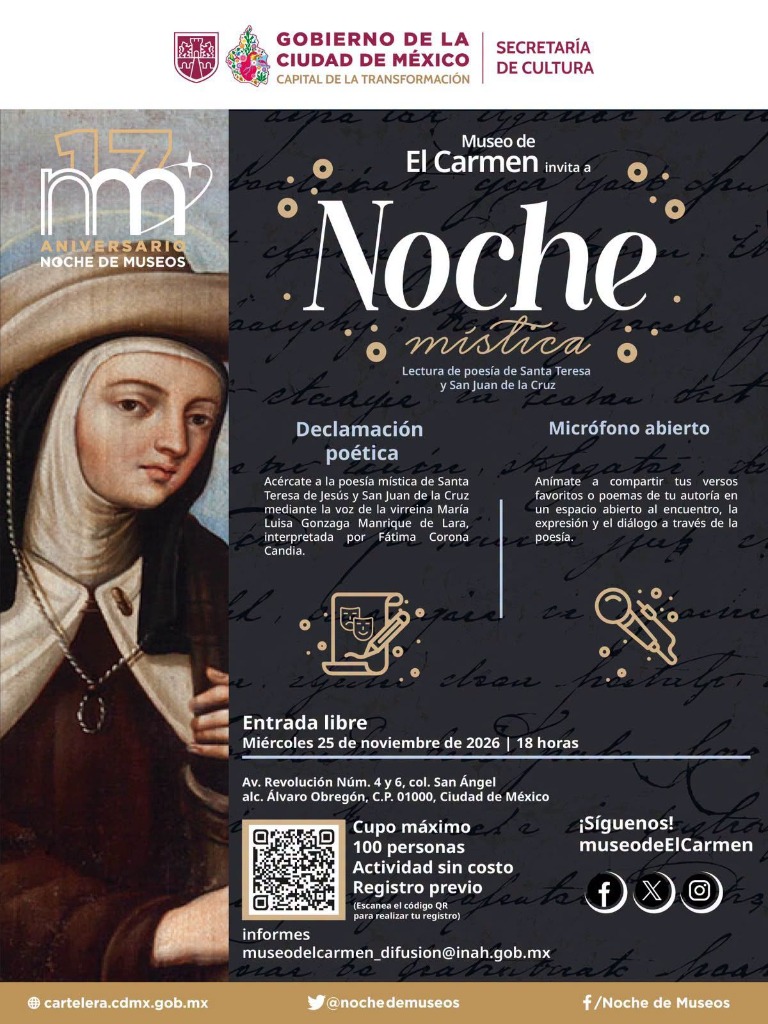 GOBIERNO DE LA
CIUDAD DE MÉXICO
CAPITAL DE LA TRANSFORMACIÓN
SECRETARÍA
DE CULTURA
17
nm
ANIVERSARIO
NOCHE DE MUSEOS
Museo de
El Carmen invita a
Noche
mística
Lectura de poesía de Santa Teresa
y San Juan de la Cruz
Declamación
poética
Acércate a la poesía mística de Santa
Teresa de Jesús y San Juan de la Cruz
mediante la voz de la virreina María
Luisa Gonzaga Manrique de Lara,
interpretada por Fátima Corona
Candia.
Micrófono abierto
Anímate a compartir tus versos
favoritos o poemas de tu autoría en
un espacio abierto al encuentro, la
expresión y el diálogo a través de la
poesía.
Entrada libre
Miércoles 25 de noviembre de 2026 | 18 horas
Av. Revolución Núm. 4 y 6, col. San Ángel
alc. Álvaro Obregón, C.P. 01000, Ciudad de México
Cupo máximo
100 personas
Actividad sin costo
Registro previo
(Escanea el código QR
para realizar tu registro)
¡Síguenos!
museodeElCarmen
informes
museodelcarmen_difusion@inah.gob.mx
cartelera.cdmx.gob.mx
@nochedemuseos
/Noche de Museos